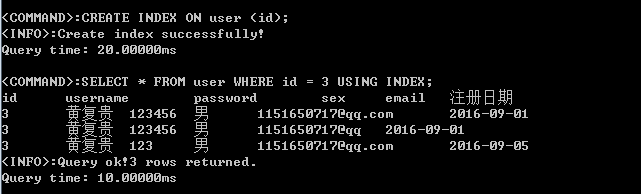 <COMMAND>:CREATE INDEX ON user (id);
<INFO>:Create index successfully!
Query time: 20.00000ms
<COMMAND>:SELECT * FROM user WHERE id = 3 USING INDEX;
id username password sex email 注册日期
3 黄复贵 123456 男 1151650717@qq.com 2016-09-01
3 黄复贵 123456 男 1151650717@qq 2016-09-01
3 黄复贵 123 男 1151650717@qq.com 2016-09-05
<INFO>:Query ok!3 rows returned.
Query time: 10.00000ms